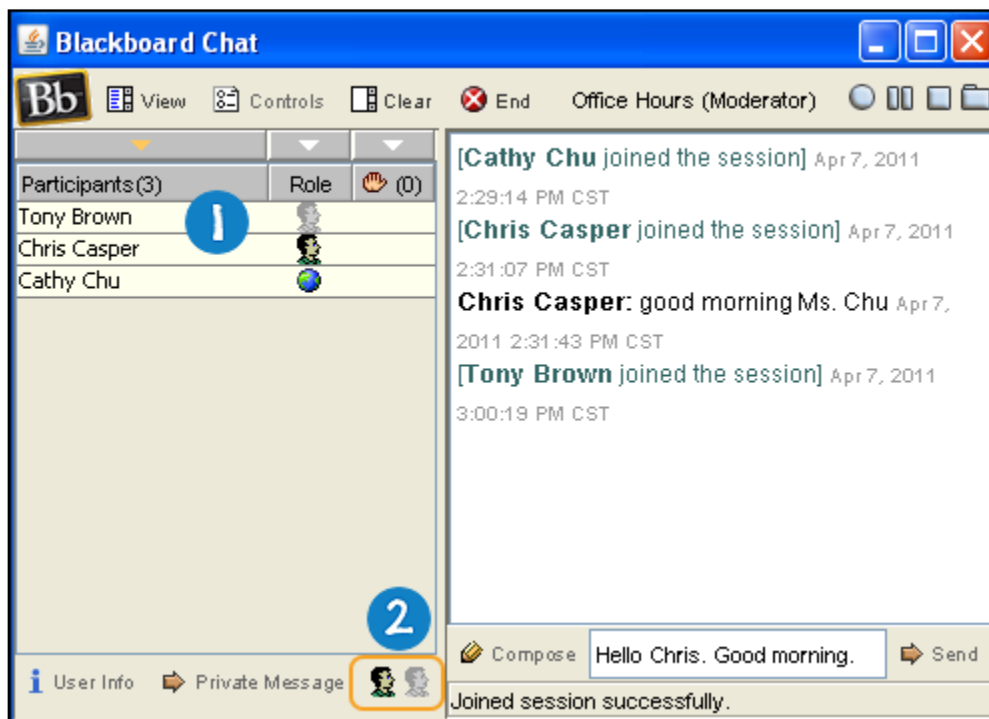 Blackboard Chat
Bb View Controls Clear End Office Hours (Moderator)
Participants(3) Role (0)
Tony Brown
Chris Casper
Cathy Chu
1
2
User Info Private Message
[Cathy Chu joined the session] Apr 7, 2011
2:29:14 PM CST
[Chris Casper joined the session] Apr 7, 2011
2:31:07 PM CST
Chris Casper: good morning Ms. Chu Apr 7,
2011 2:31:43 PM CST
[Tony Brown joined the session] Apr 7, 2011
3:00:19 PM CST
Compose Hello Chris. Good morning. Send
Joined session successfully.